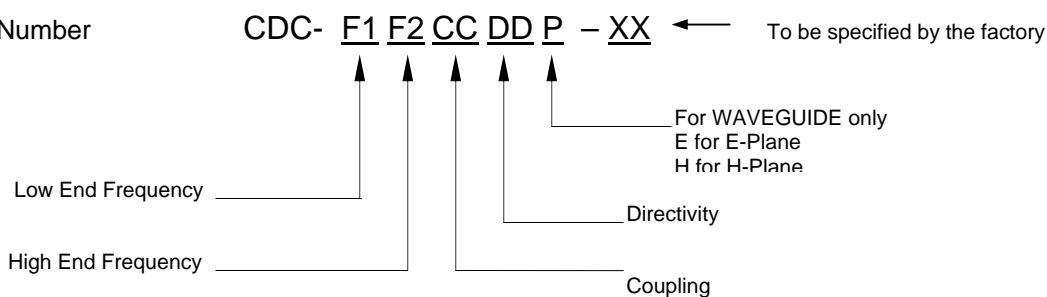 Number CDC- F1 F2 CC DD P – XX To be specified by the factory
For WAVEGUIDE only
E for E-Plane
H for H-Plane
Low End Frequency
Directivity
High End Frequency
Coupling